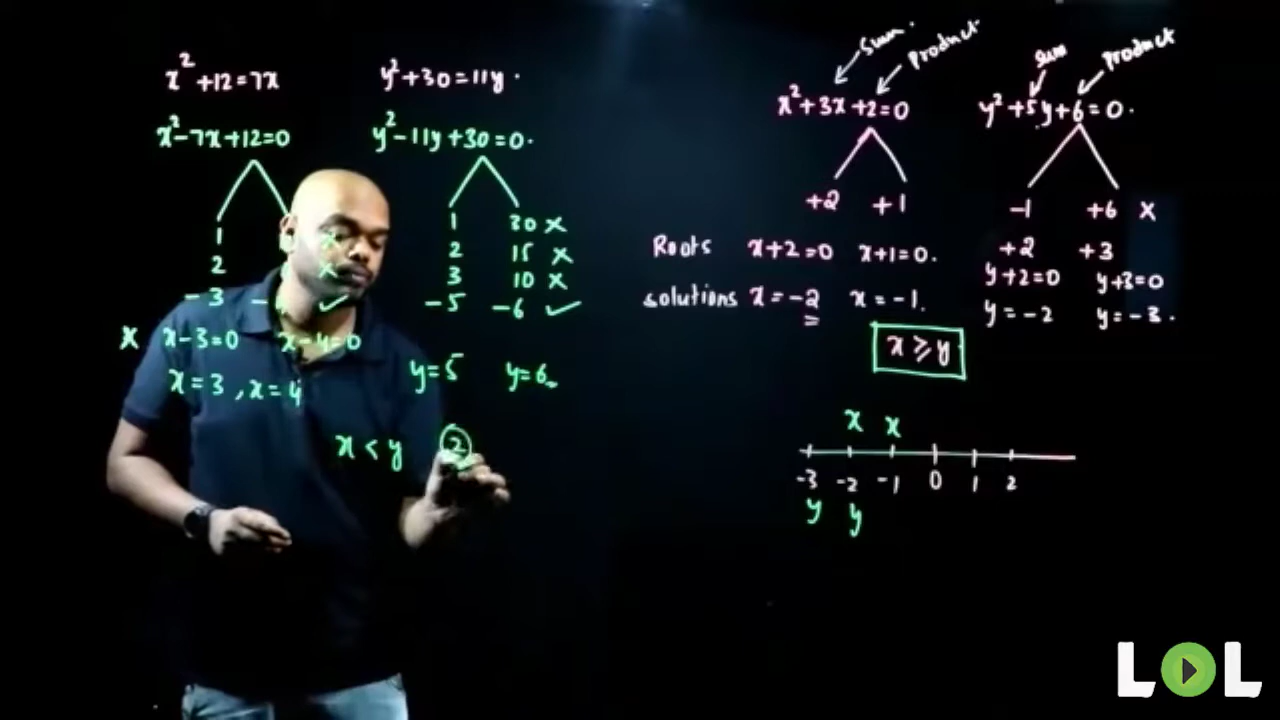 x² +12=7x
x²-7x+12=0
1
2
-3 - ✓
x x-3=0 x-4=0
x=3, x=4
y²+30=11y.
y²-11y+30=0.
1 30 x
2 15 x
3 10 x
-5 -6 ✓
y=5 y=6
x < y 2
Sum. Product
x²+3x+2=0
+2 +1
Roots x+2=0 x+1=0.
solutions x=-2 x=-1.
x ≥ y
sum Product
y²+5y+6=0.
-1 +6 x
+2 +3
y+2=0 y+3=0
y=-2 y=-3.
x x
-3 -2 -1 0 1 2
y y
LOL